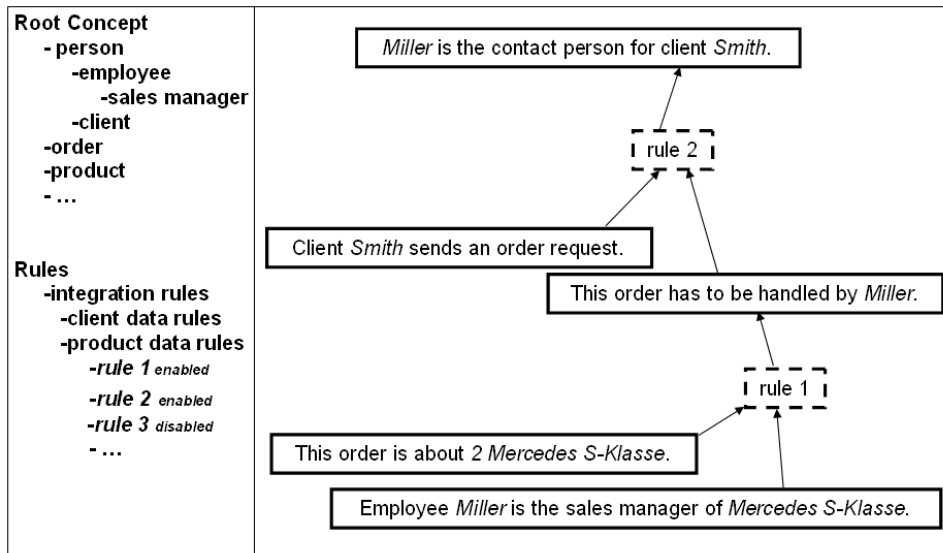 Root Concept
- person
-employee
-sales manager
-client
-order
-product
- ...
Rules
-integration rules
-client data rules
-product data rules
-rule 1 enabled
-rule 2 enabled
-rule 3 disabled
- ...
Miller is the contact person for client Smith.
rule 2
Client Smith sends an order request.
This order has to be handled by Miller.
rule 1
This order is about 2 Mercedes S-Klasse.
Employee Miller is the sales manager of Mercedes S-Klasse.